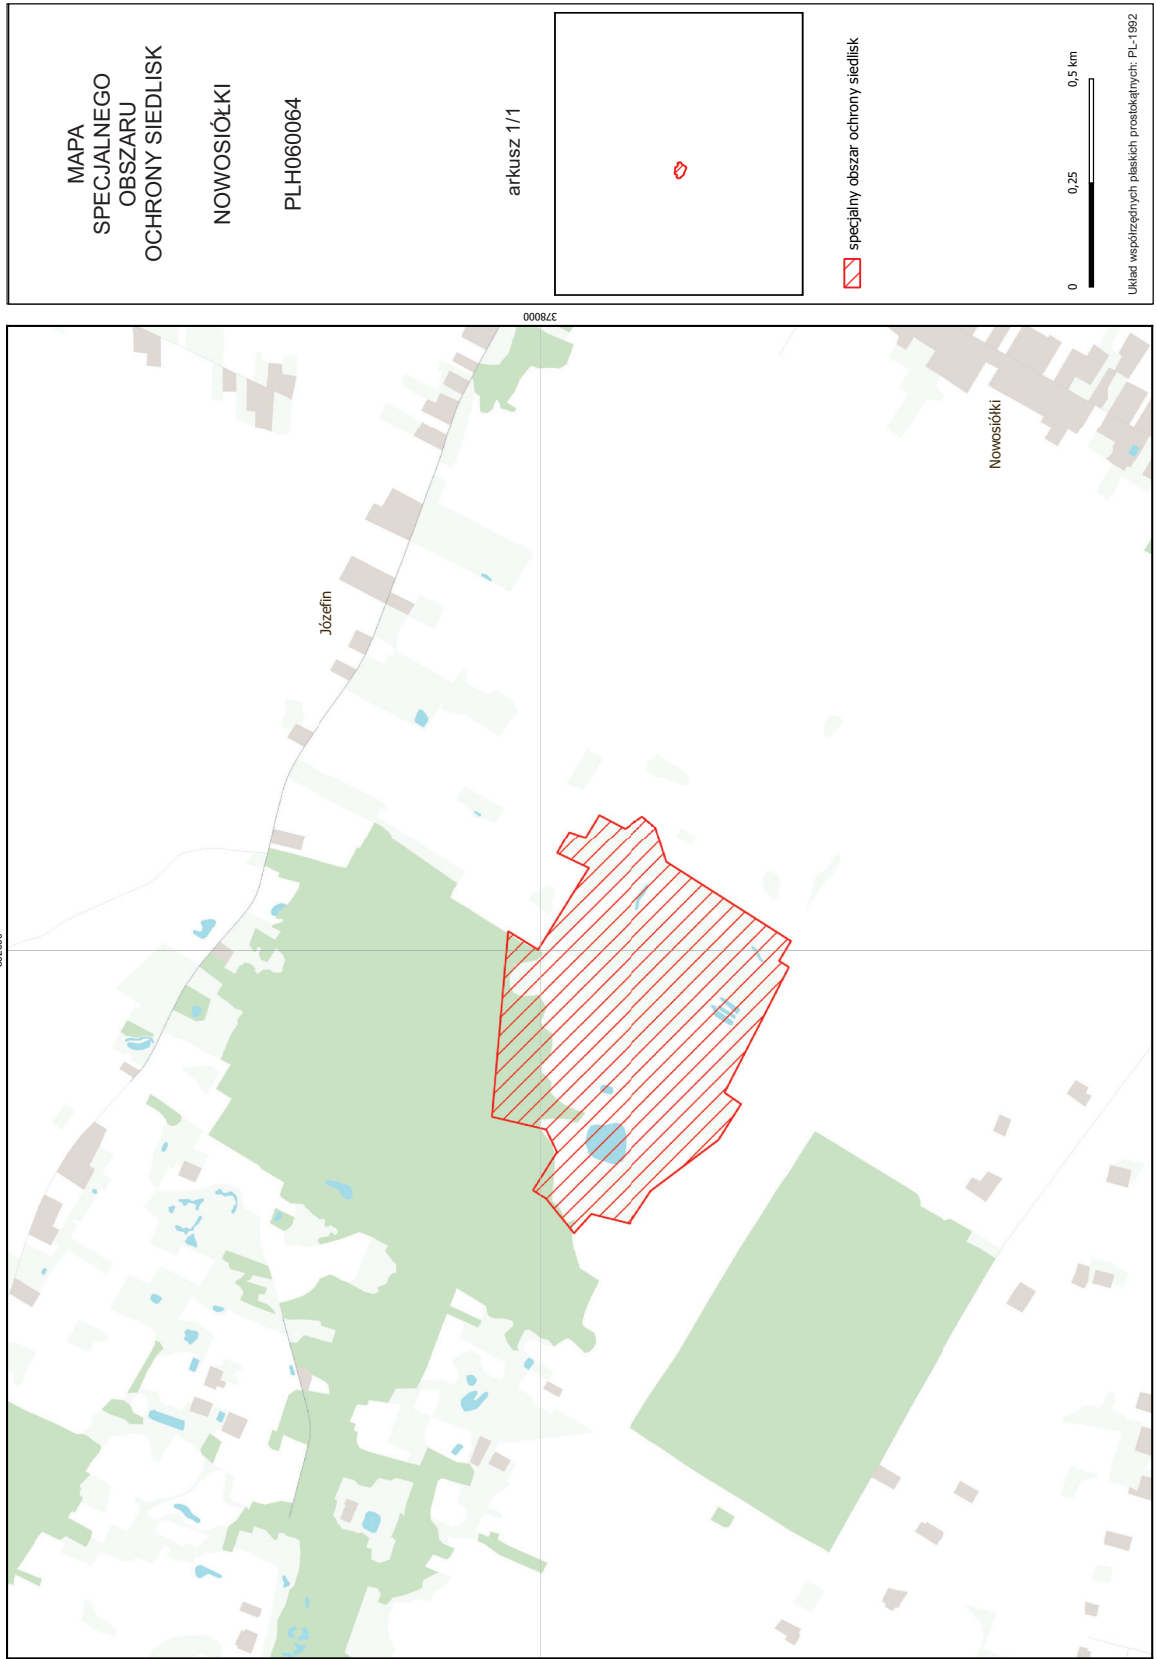 MAPA
SPECJALNEGO
OBSZARU
OCHRONY SIEDLISK
NOWOSIÓŁKI
PLH060064
arkusz 1/1
specjalny obszar ochrony siedlisk
0 0,25 0,5 km
Układ współrzędnych płaskich prostokątnych: PL-1992
378000
Józefin
Nowosiółki